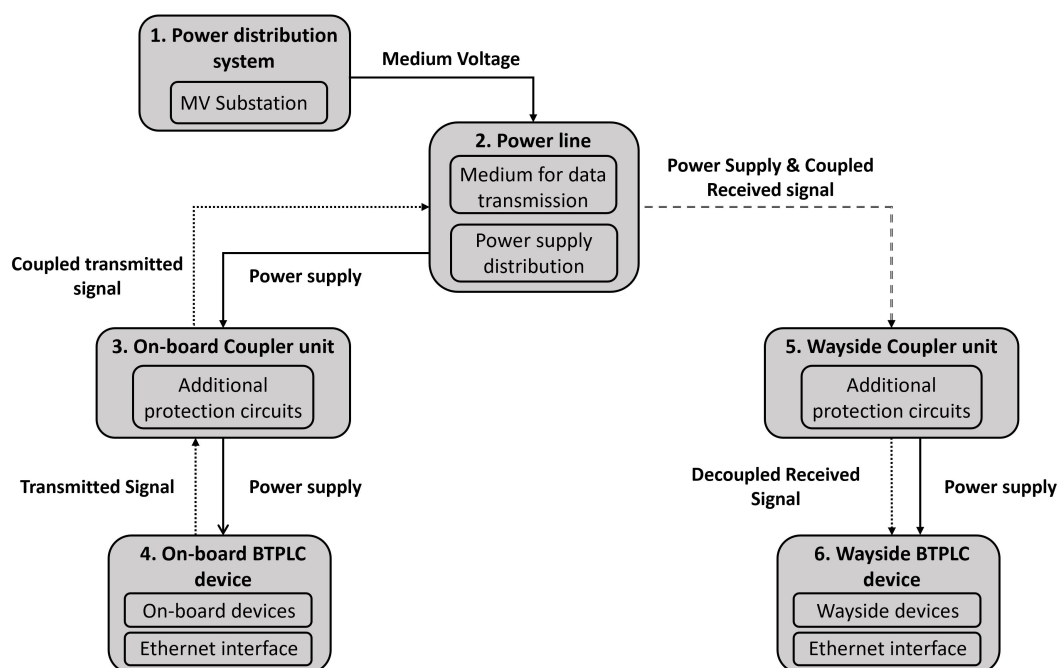 1. Power distribution
system
MV Substation
Medium Voltage
2. Power line
Medium for data
transmission
Power supply
distribution
Power Supply & Coupled
Received signal
Coupled transmitted
signal
Power supply
3. On-board Coupler unit
Additional
protection circuits
5. Wayside Coupler unit
Additional
protection circuits
Transmitted Signal
Power supply
Decoupled Received
Signal
Power supply
4. On-board BTPLC
device
On-board devices
Ethernet interface
6. Wayside BTPLC
device
Wayside devices
Ethernet interface